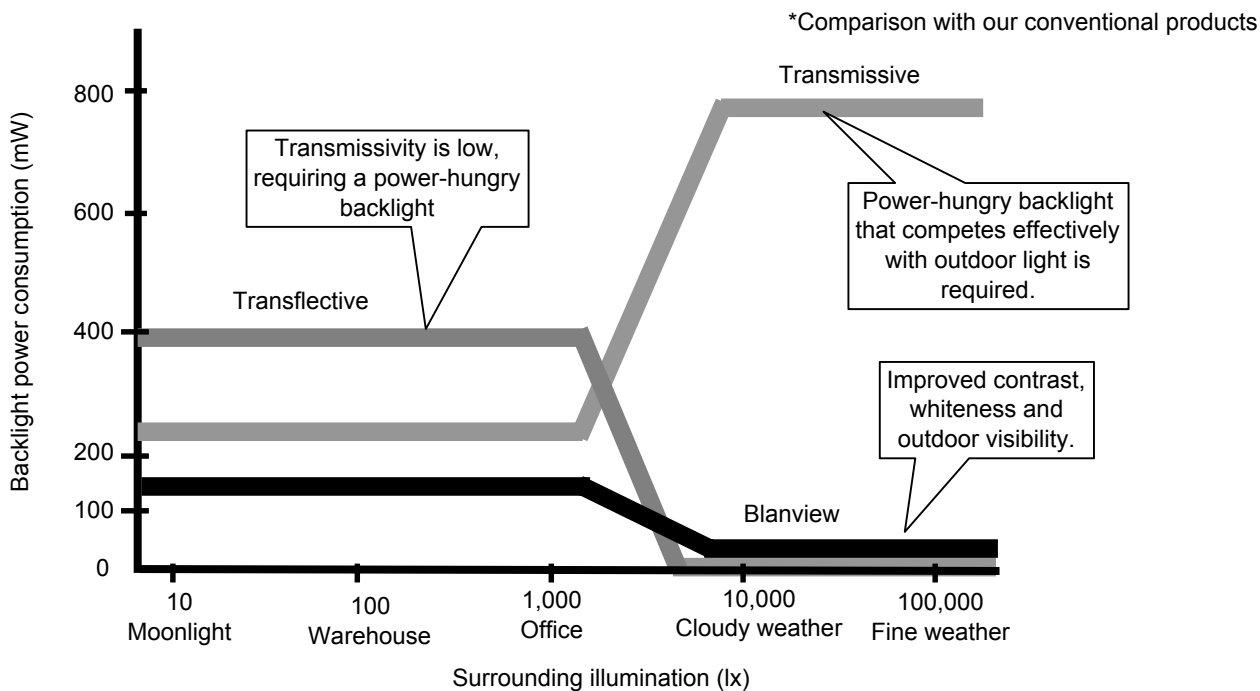 *Comparison with our conventional products
Transmissive
800
Transmissivity is low,
requiring a power-hungry
backlight
Power-hungry backlight
that competes effectively
with outdoor light is
required.
600
Backlight power consumption (mW)
Transflective
400
Improved contrast,
whiteness and
outdoor visibility.
200
100
Blanview
0
10
Moonlight
100
Warehouse
1,000
Office
10,000
Cloudy weather
100,000
Fine weather
Surrounding illumination (lx)